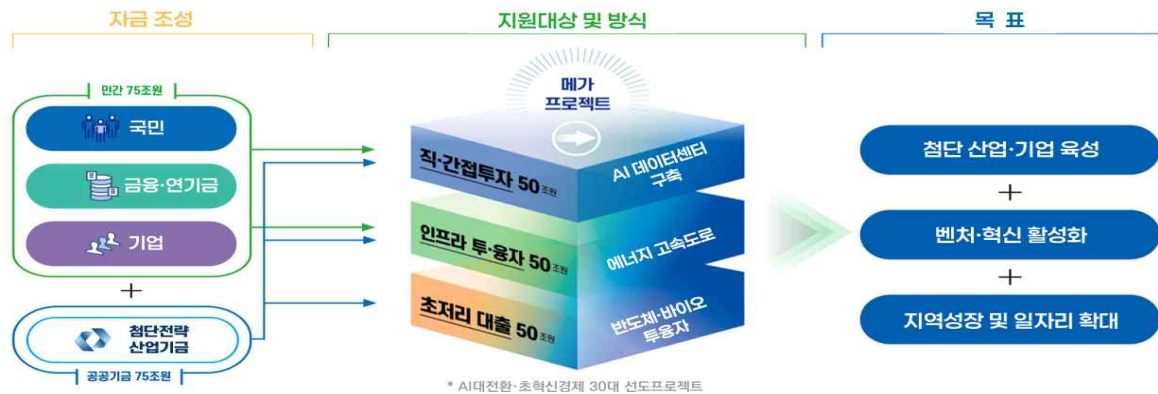 자금 조성
지원대상 및 방식
목 표
민간 75조원
국민
금융·연기금
기업
+
첨단전략
산업기금
공공기금 75조원
메가
프로젝트
직·간접투자 50조원
AI 데이터센터
구축
인프라 투·융자 50조원
에너지 고속도로
초저리 대출 50조원
반도체·바이오
투융자
* AI대전환·초혁신경제 30대 선도프로젝트
첨단 산업·기업 육성
+
벤처·혁신 활성화
+
지역성장 및 일자리 확대